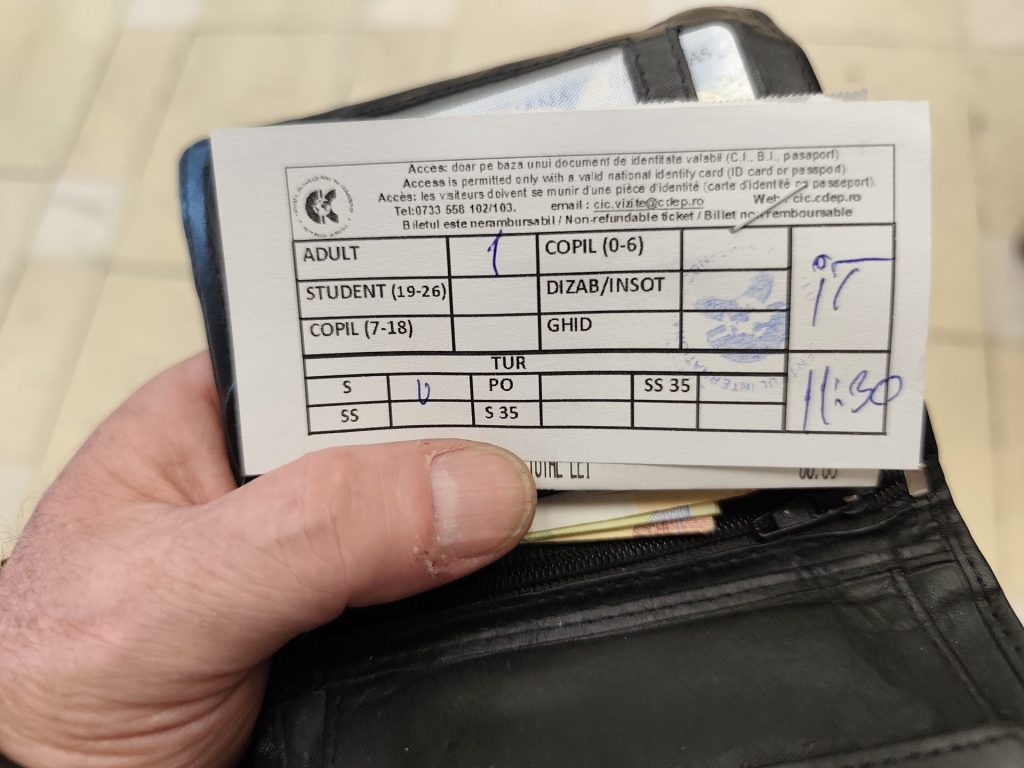 Acces: doar pe baza unui document de identitate valabil (C.I., B.I., pasaport).
Access is permitted only with a valid national identity card (ID card or passport)
Accès: les visiteurs doivent se munir d'une pièce d'identité (carte d'identité ou passeport).
Tel:0733 558 102/103. email : cic.vizite@cdep.ro Web: cic.cdep.ro
Biletul este nerambursabil / Non-refundable ticket / Billet non remboursable
ADULT 1 COPIL (0-6)
STUDENT (19-26) DIZAB/INSOT
COPIL (7-18) GHID
TUR
S PO SS 35 11:30
SS S 35
TOTAL LEI